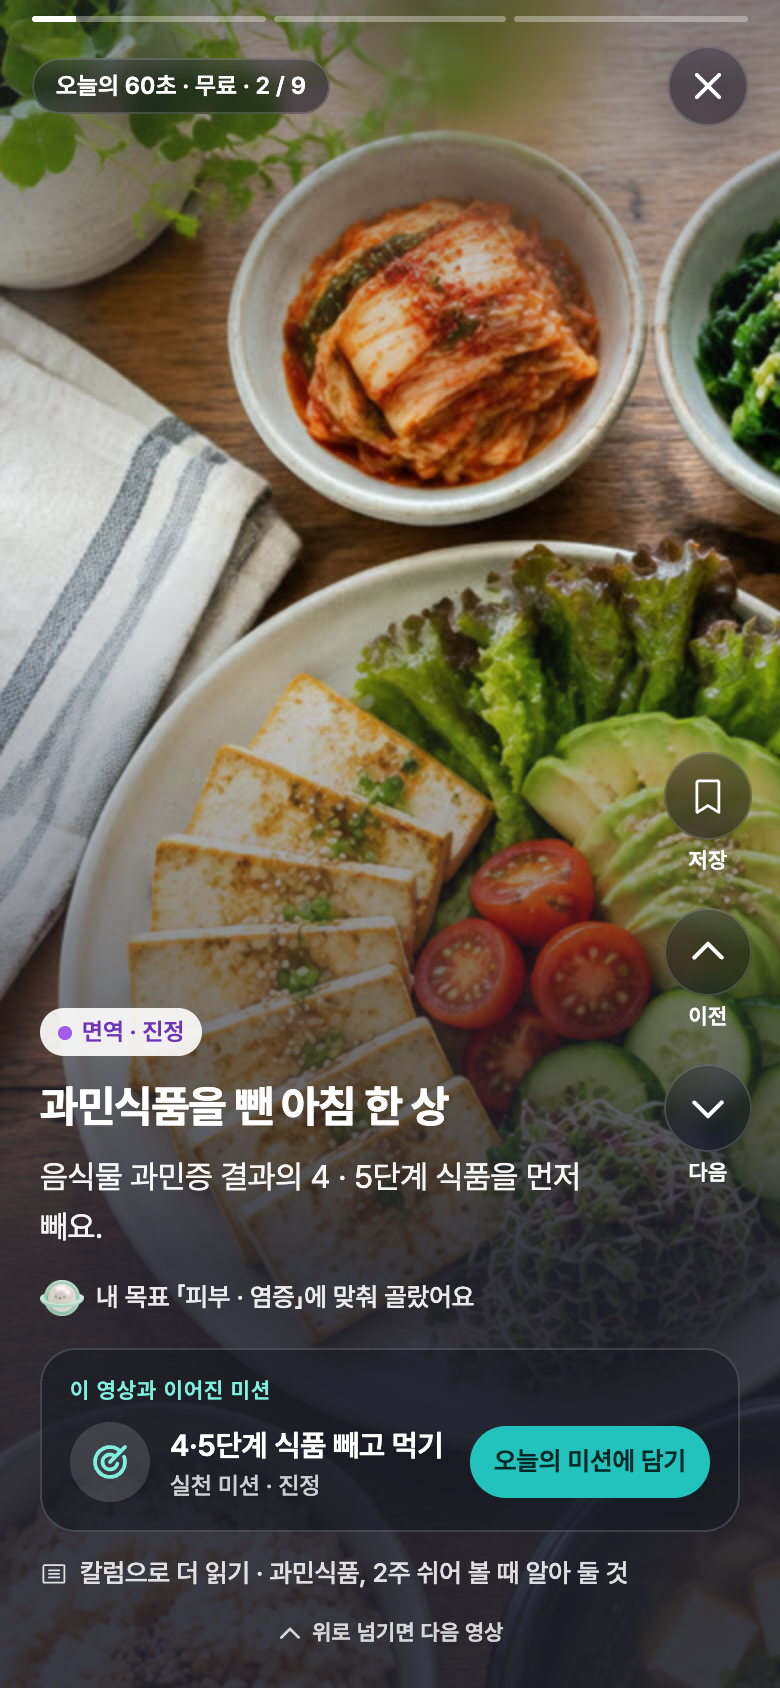 오늘의 60초 · 무료 · 2 / 9
저장
이전
다음
면역 · 진정
과민식품을 뺀 아침 한 상
음식물 과민증 결과의 4 · 5단계 식품을 먼저
빼요.
내 목표 「피부 · 염증」에 맞춰 골랐어요
이 영상과 이어진 미션
4·5단계 식품 빼고 먹기
실천 미션 · 진정
오늘의 미션에 담기
칼럼으로 더 읽기 · 과민식품, 2주 쉬어 볼 때 알아 둘 것
위로 넘기면 다음 영상